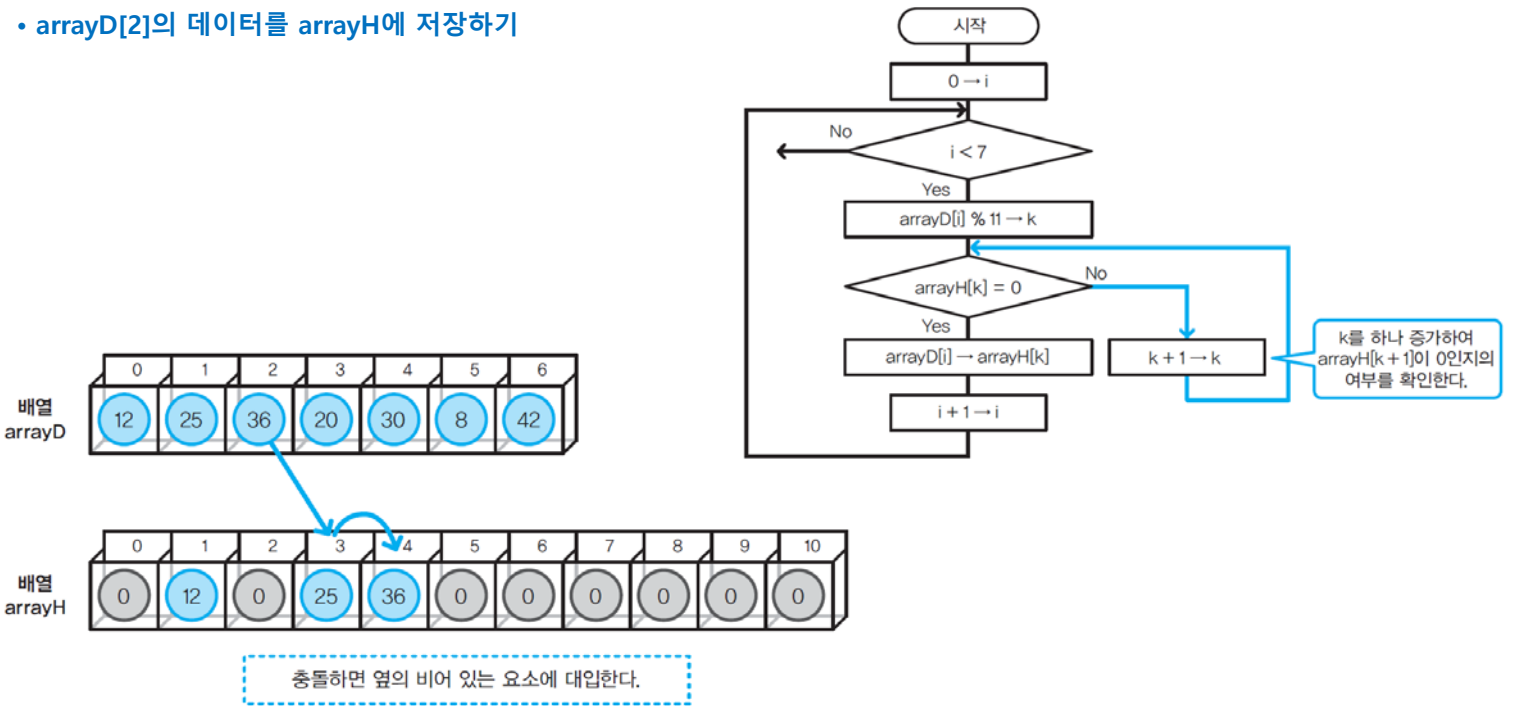 • arrayD[2]의 데이터를 arrayH에 저장하기
시작
0 → i
No
i < 7
Yes
arrayD[i] % 11 → k
arrayH[k] = 0
No
Yes
arrayD[i] → arrayH[k]
k + 1 → k
k를 하나 증가하여
arrayH[k + 1]이 0인지의
여부를 확인한다.
i + 1 → i
0 1 2 3 4 5 6
배열
arrayD
12 25 36 20 30 8 42
0 1 2 3 4 5 6 7 8 9 10
배열
arrayH
0 12 0 25 36 0 0 0 0 0 0
충돌하면 옆의 비어 있는 요소에 대입한다.